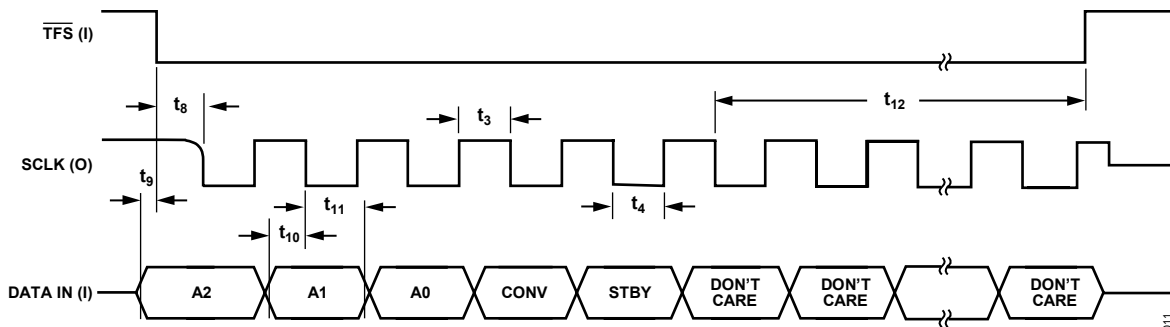 TFS (I)
t8
t3
t12
SCLK (O)
t9
t11
t10
t4
DATA IN (I)
A2
A1
A0
CONV
STBY
DON'T
CARE
DON'T
CARE
DON'T
CARE